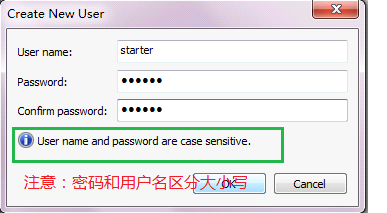 Create New User
User name: starter
Password: ●●●●●●
Confirm password: ●●●●●●
User name and password are case sensitive.
注意：密码和用户名区分大小写
OK Cancel